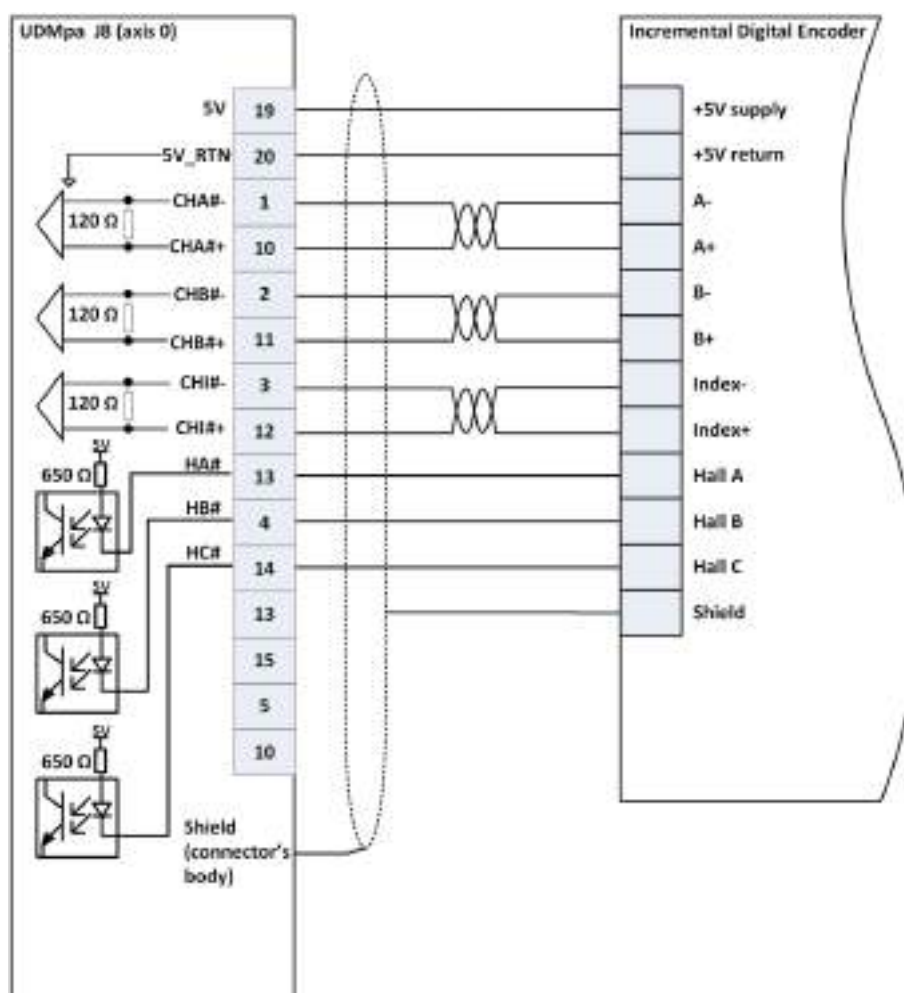 UDMpa J8 (axis 0)
Incremental Digital Encoder
5V 19 +5V supply
5V_RTN 20 +5V return
CHA#- 1 A-
120 Ω
CHA#+ 10 A+
CHB#- 2 B-
120 Ω
CHB#+ 11 B+
CHI#- 3 Index-
120 Ω
CHI#+ 12 Index+
5V
650 Ω
HA# 13 Hall A
HB# 4 Hall B
HC# 14 Hall C
5V
650 Ω
13 Shield
15
5
5V
650 Ω
10
Shield
(connector's
body)